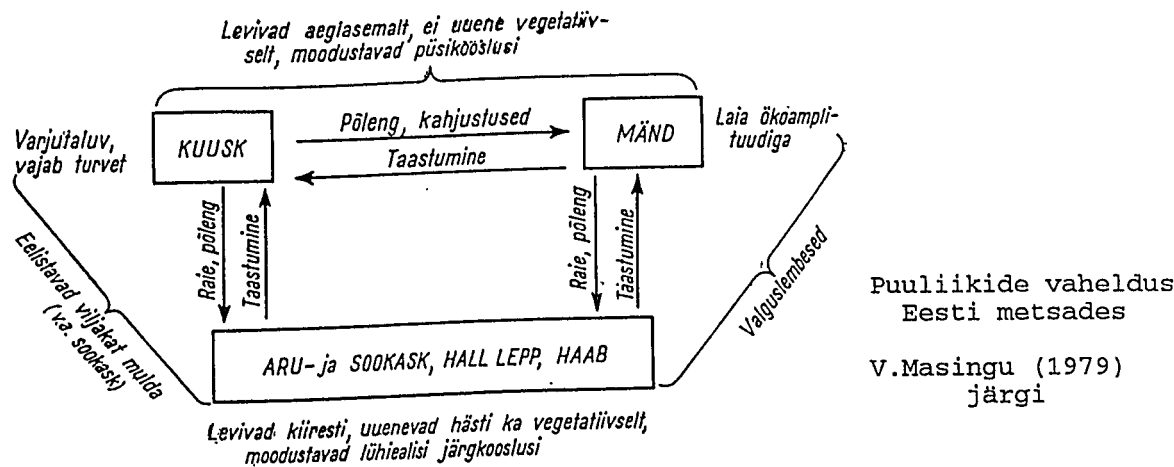 Levivad aeglasemalt, ei uuene vegetatiiv-
selt, moodustavad püsikööslusi
Varjutaluv,
vajab turvet
KUUSK
Põleng, kahjustused
Taastumine
MÄND
Laia ökoampli-
tuudiga
Raie, põleng
Taastumine
Raie, põleng
Taastumine
Eelistavad viljakat mulda
(v.a. sookask)
Valguslembesed
ARU- ja SOOKASK, HALL LEPP, HAAB
Levivad kiiresti, uuenevad hästi ka vegetatiivselt,
moodustavad lühiealisi järgkooslusi
Puuliikide vaheldus
Eesti metsades
V.Masingu (1979)
järgi